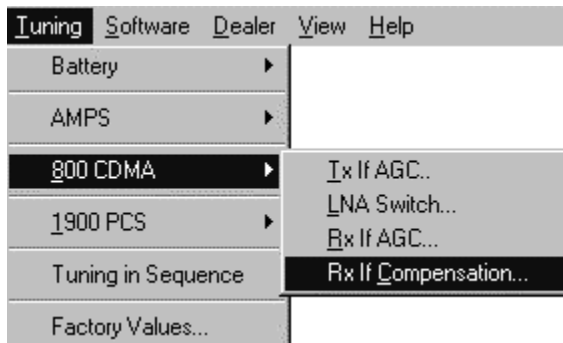 Tuning Software Dealer View Help
Battery
AMPS
800 CDMA
Tx If AGC..
LNA Switch...
1900 PCS
Rx If AGC...
Tuning in Sequence
Rx If Compensation...
Factory Values...